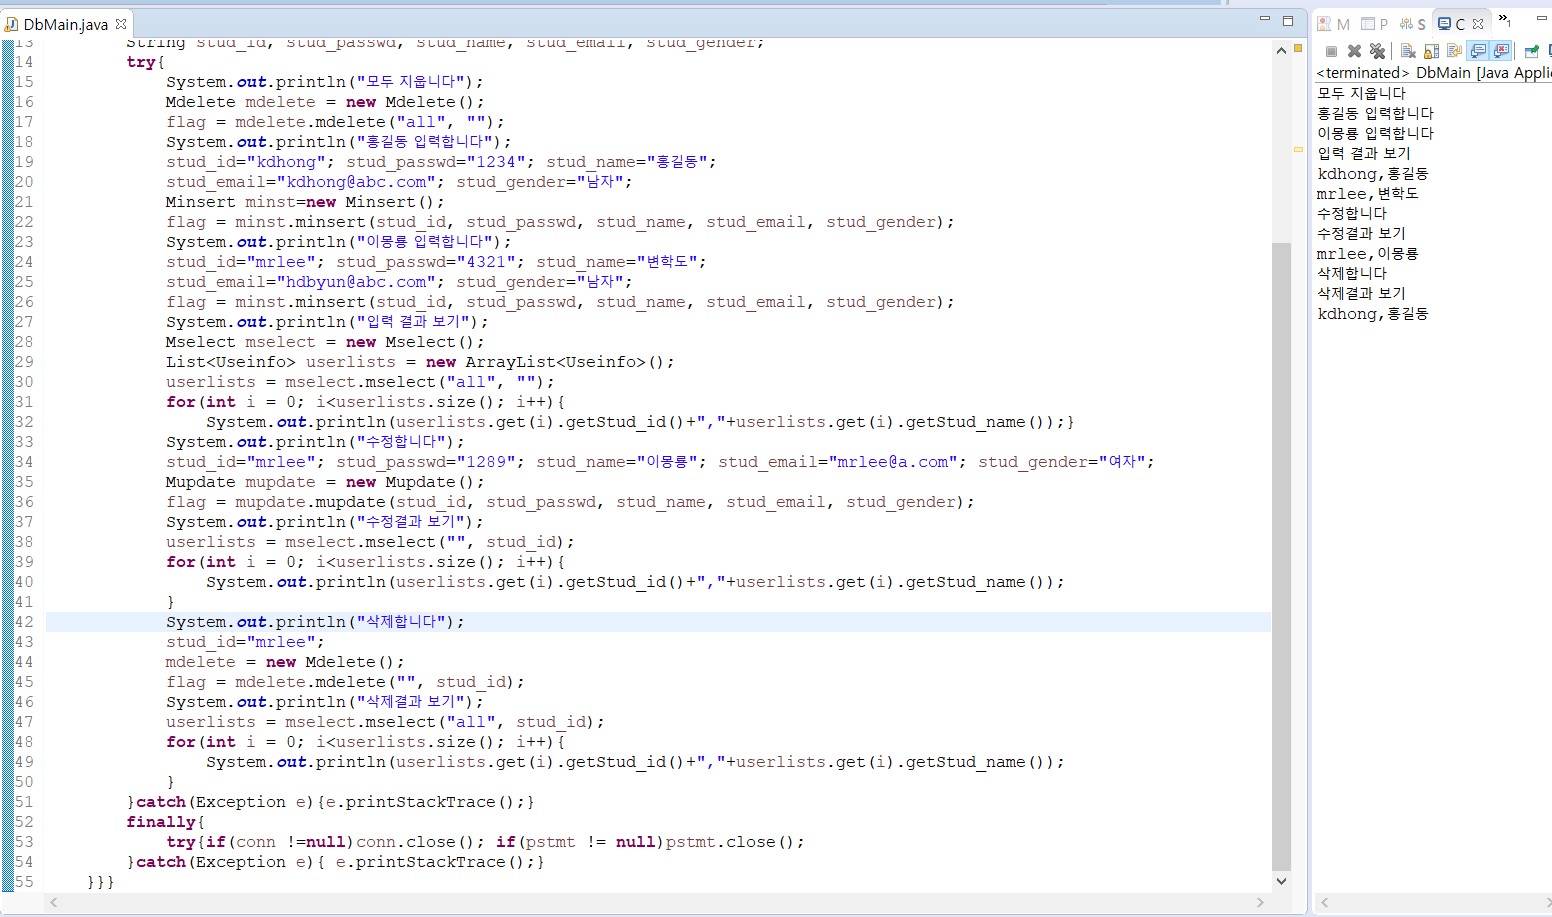 DbMain.java
13 String stud_id, stud_passwd, stud_name, stud_email, stud_gender;
14 try{
15 System.out.println("모두 지웁니다");
16 Mdelete mdelete = new Mdelete();
17 flag = mdelete.mdelete("all", "");
18 System.out.println("홍길동 입력합니다");
19 stud_id="kdhong"; stud_passwd="1234"; stud_name="홍길동";
20 stud_email="kdhong@abc.com"; stud_gender="남자";
21 Minsert minst=new Minsert();
22 flag = minst.minsert(stud_id, stud_passwd, stud_name, stud_email, stud_gender);
23 System.out.println("이몽룡 입력합니다");
24 stud_id="mrlee"; stud_passwd="4321"; stud_name="변학도";
25 stud_email="hdbyun@abc.com"; stud_gender="남자";
26 flag = minst.minsert(stud_id, stud_passwd, stud_name, stud_email, stud_gender);
27 System.out.println("입력 결과 보기");
28 Mselect mselect = new Mselect();
29 List<Useinfo> userlists = new ArrayList<Useinfo>();
30 userlists = mselect.mselect("all", "");
31 for(int i = 0; i<userlists.size(); i++){
32 System.out.println(userlists.get(i).getStud_id()+","+userlists.get(i).getStud_name());}
33 System.out.println("수정합니다");
34 stud_id="mrlee"; stud_passwd="1289"; stud_name="이몽룡"; stud_email="mrlee@a.com"; stud_gender="여자";
35 Mupdate mupdate = new Mupdate();
36 flag = mupdate.mupdate(stud_id, stud_passwd, stud_name, stud_email, stud_gender);
37 System.out.println("수정결과 보기");
38 userlists = mselect.mselect("", stud_id);
39 for(int i = 0; i<userlists.size(); i++){
40 System.out.println(userlists.get(i).getStud_id()+","+userlists.get(i).getStud_name());
41 }
42 System.out.println("삭제합니다");
43 stud_id="mrlee";
44 mdelete = new Mdelete();
45 flag = mdelete.mdelete("", stud_id);
46 System.out.println("삭제결과 보기");
47 userlists = mselect.mselect("all", stud_id);
48 for(int i = 0; i<userlists.size(); i++){
49 System.out.println(userlists.get(i).getStud_id()+","+userlists.get(i).getStud_name());
50 }
51 }catch(Exception e){e.printStackTrace();}
52 finally{
53 try{if(conn !=null)conn.close(); if(pstmt != null)pstmt.close();
54 }catch(Exception e){ e.printStackTrace();}
55 }}}
M P S C »1
<terminated> DbMain [Java Appli
모두 지웁니다
홍길동 입력합니다
이몽룡 입력합니다
입력 결과 보기
kdhong,홍길동
mrlee,변학도
수정합니다
수정결과 보기
mrlee,이몽룡
삭제합니다
삭제결과 보기
kdhong,홍길동